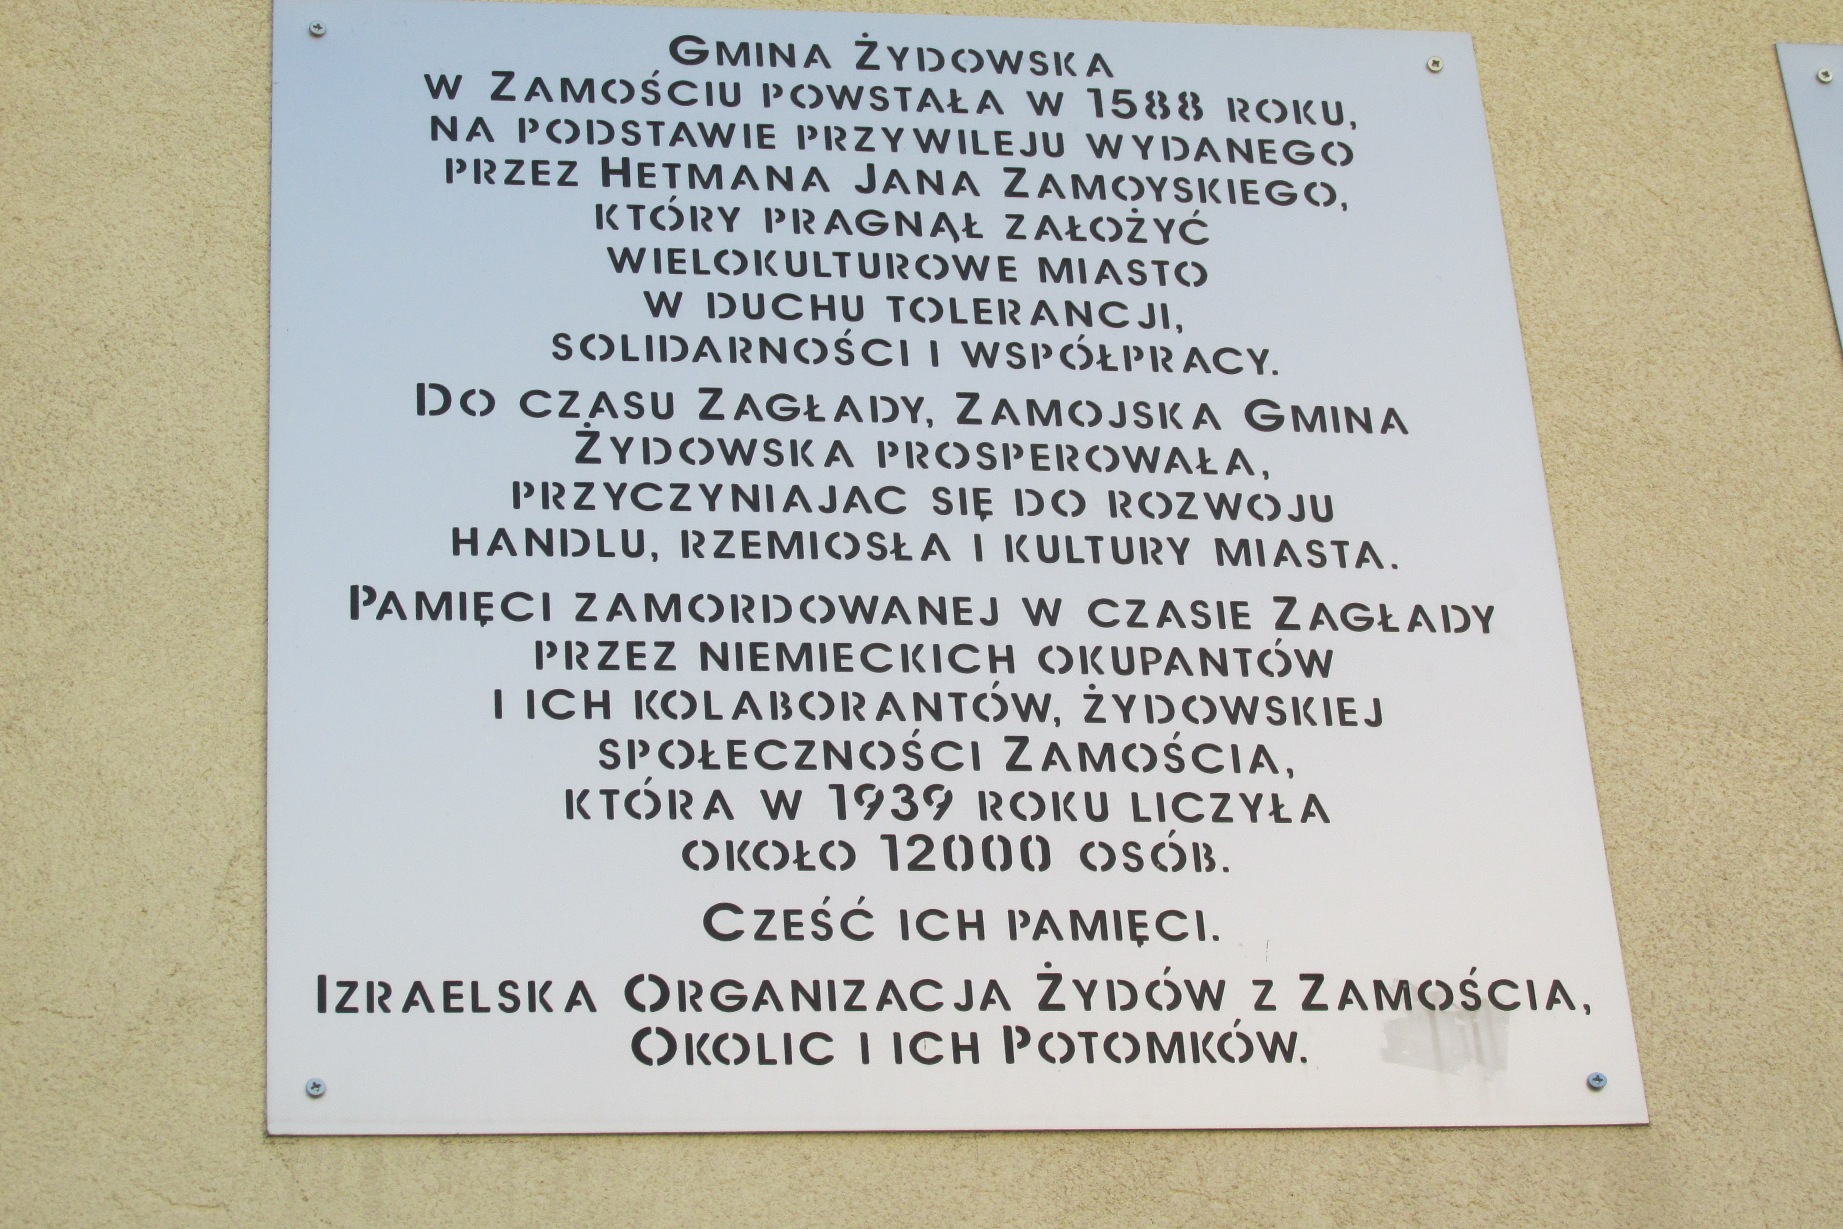 Gmina Żydowska
w Zamościu powstała w 1588 roku,
na podstawie przywileju wydanego
przez Hetmana Jana Zamoyskiego,
który pragnął założyć
wielokulturowe miasto
w duchu tolerancji,
solidarności i współpracy.
Do czasu Zagłady, Zamojska Gmina
Żydowska prosperowała,
przyczyniajac się do rozwoju
handlu, rzemiosła i kultury miasta.
Pamięci zamordowanej w czasie Zagłady
przez niemieckich okupantów
i ich kolaborantów, żydowskiej
społeczności Zamościa,
która w 1939 roku liczyła
około 12000 osób.
Cześć ich pamięci.
Izraelska Organizacja Żydów z Zamościa,
Okolic i ich Potomków.